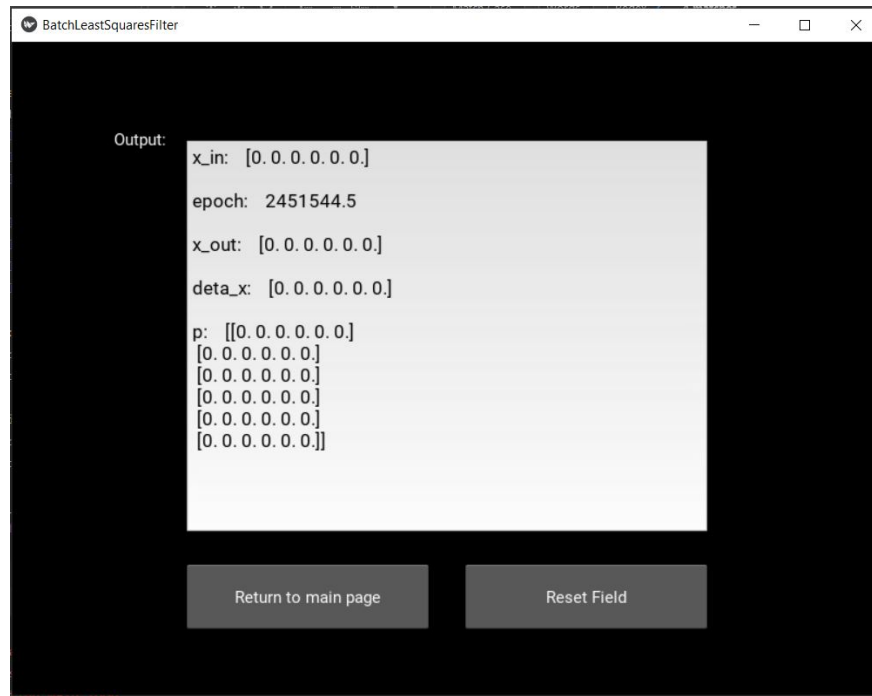 BatchLeastSquaresFilter
Output:
x_in: [0. 0. 0. 0. 0. 0.]
epoch: 2451544.5
x_out: [0. 0. 0. 0. 0. 0.]
deta_x: [0. 0. 0. 0. 0. 0.]
p: [[0. 0. 0. 0. 0. 0.]
[0. 0. 0. 0. 0. 0.]
[0. 0. 0. 0. 0. 0.]
[0. 0. 0. 0. 0. 0.]
[0. 0. 0. 0. 0. 0.]
[0. 0. 0. 0. 0. 0.]]
Return to main page
Reset Field